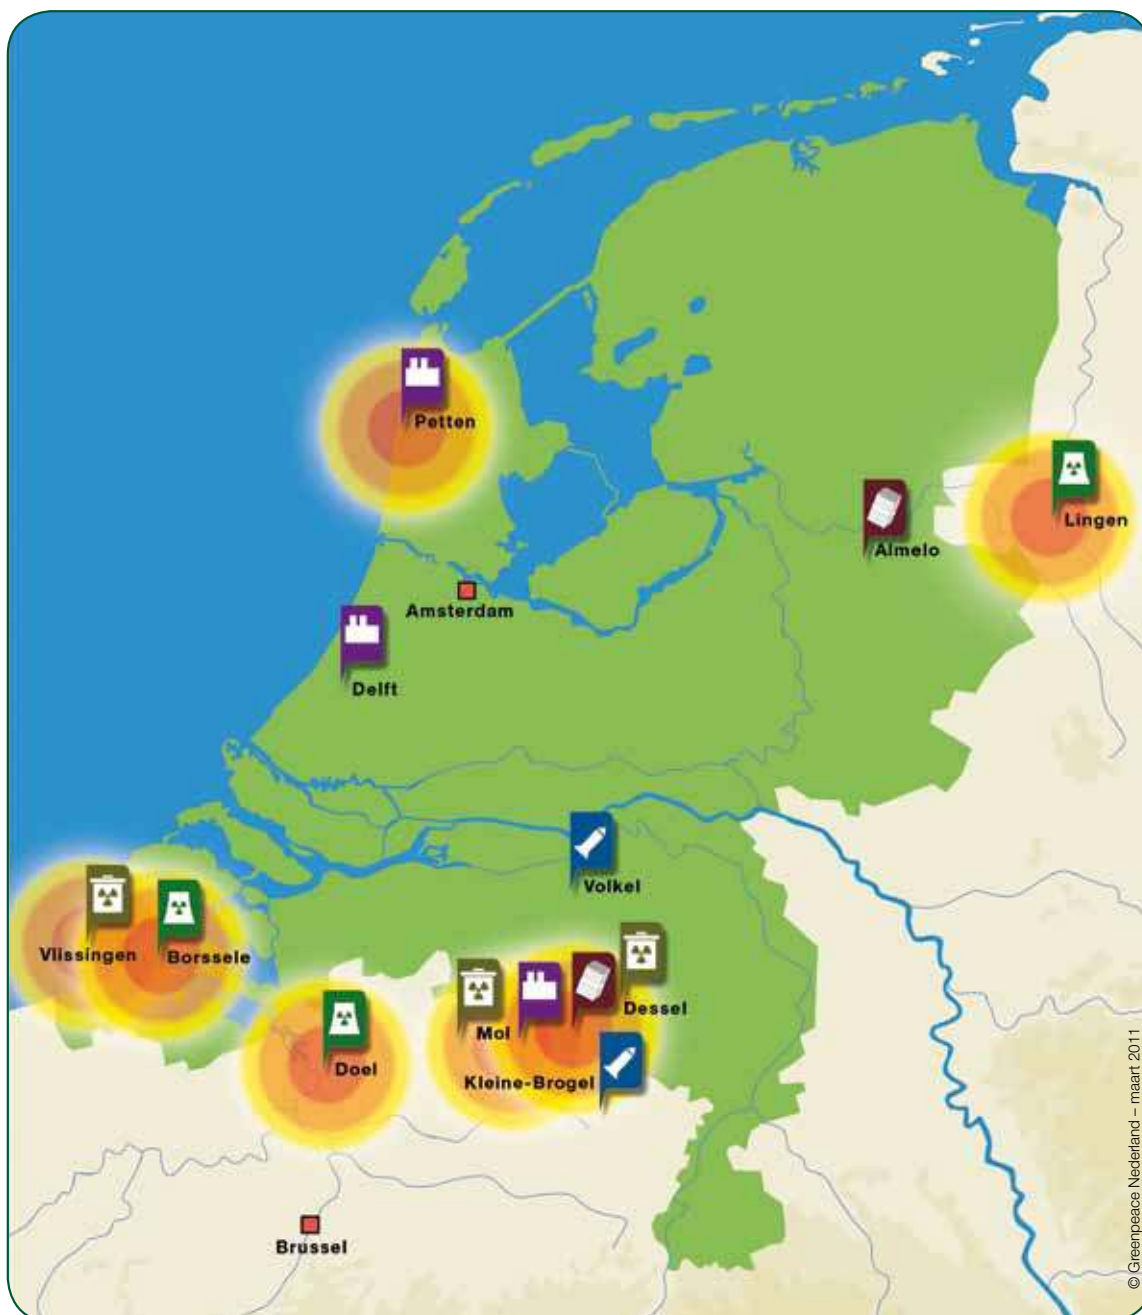 Petten
Lingen
Almelo
Amsterdam
Delft
Volkel
Vlissingen
Borssele
Dessel
Mol
Doel
Kleine-Brogel
Brussel
© Greenpeace Nederland – maart 2011